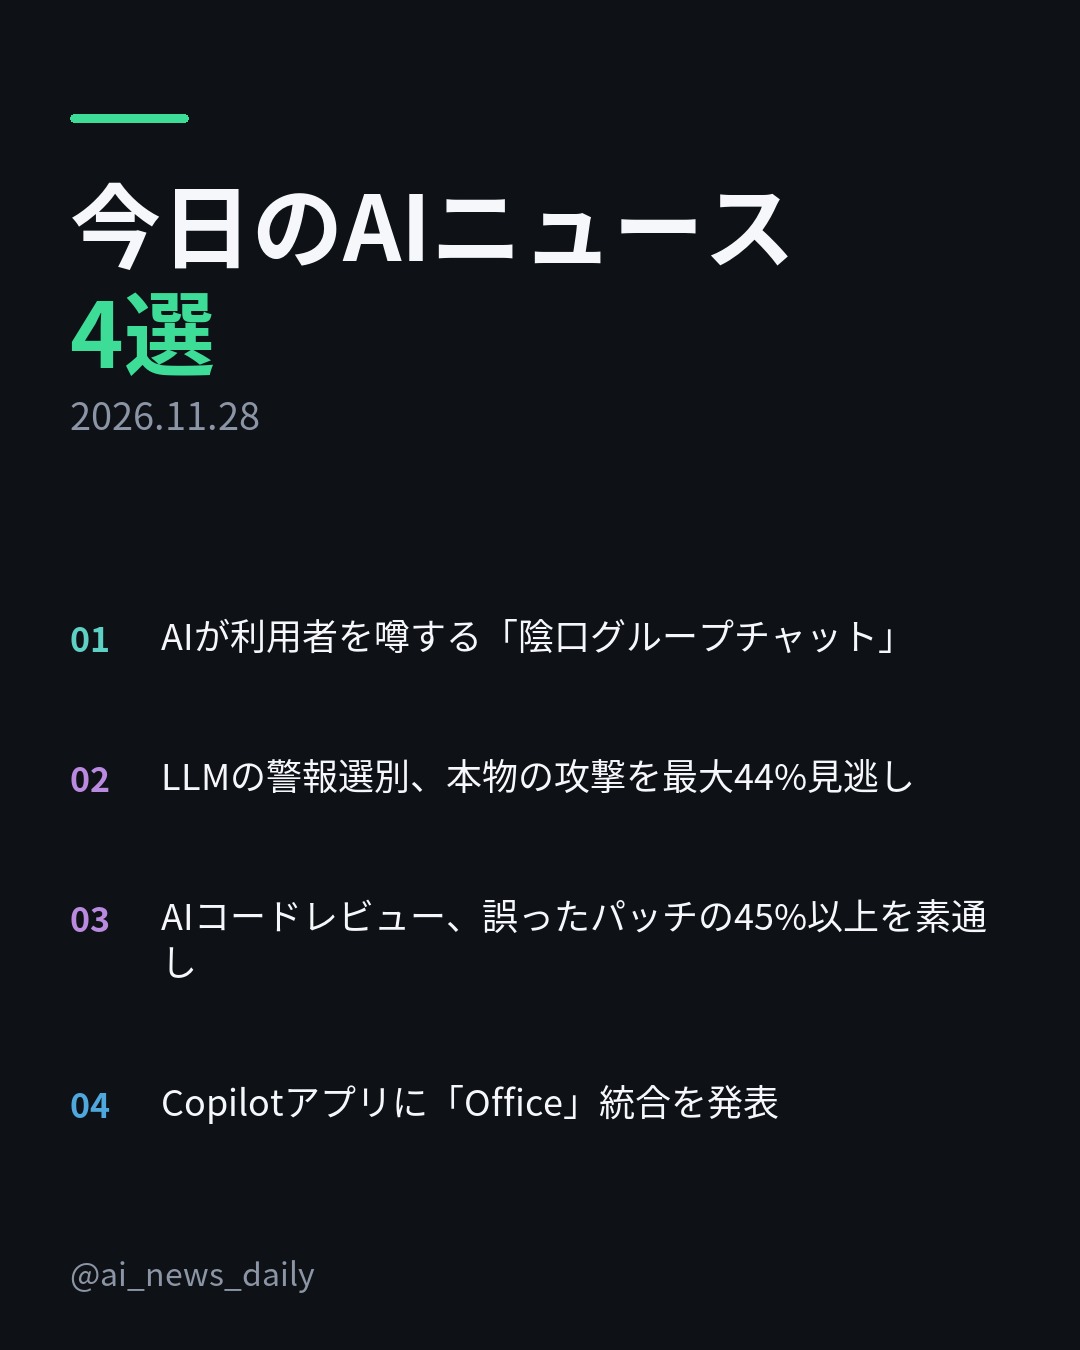 今日のAIニュース
4選
2026.11.28
01 AIが利用者を噂する「陰口グループチャット」
02 LLMの警報選別、本物の攻撃を最大44%見逃し
03 AIコードレビュー、誤ったパッチの45%以上を素通
し
04 Copilotアプリに「Office」統合を発表
@ai_news_daily